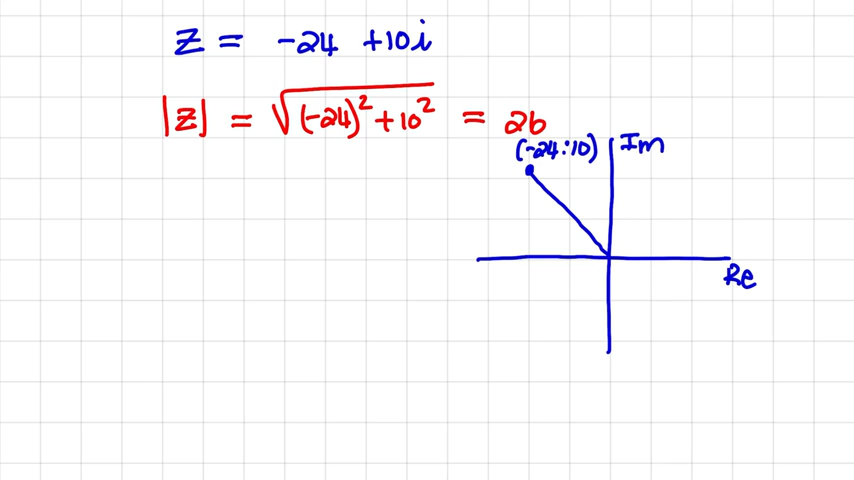 Z = -24 + 10i
|Z| = √(-24)² + 10² = 26
(-24:10) Im
Re